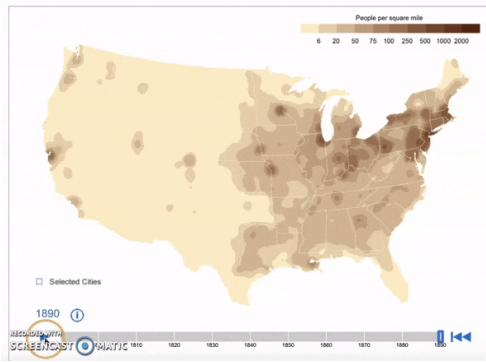 People per square mile
6 20 50 75 100 250 500 1000 2000
Selected Cities
1890
RECORDED WITH
SCREENCAST MATIC
1810 1820 1830 1840 1850 1860 1870 1880 1890